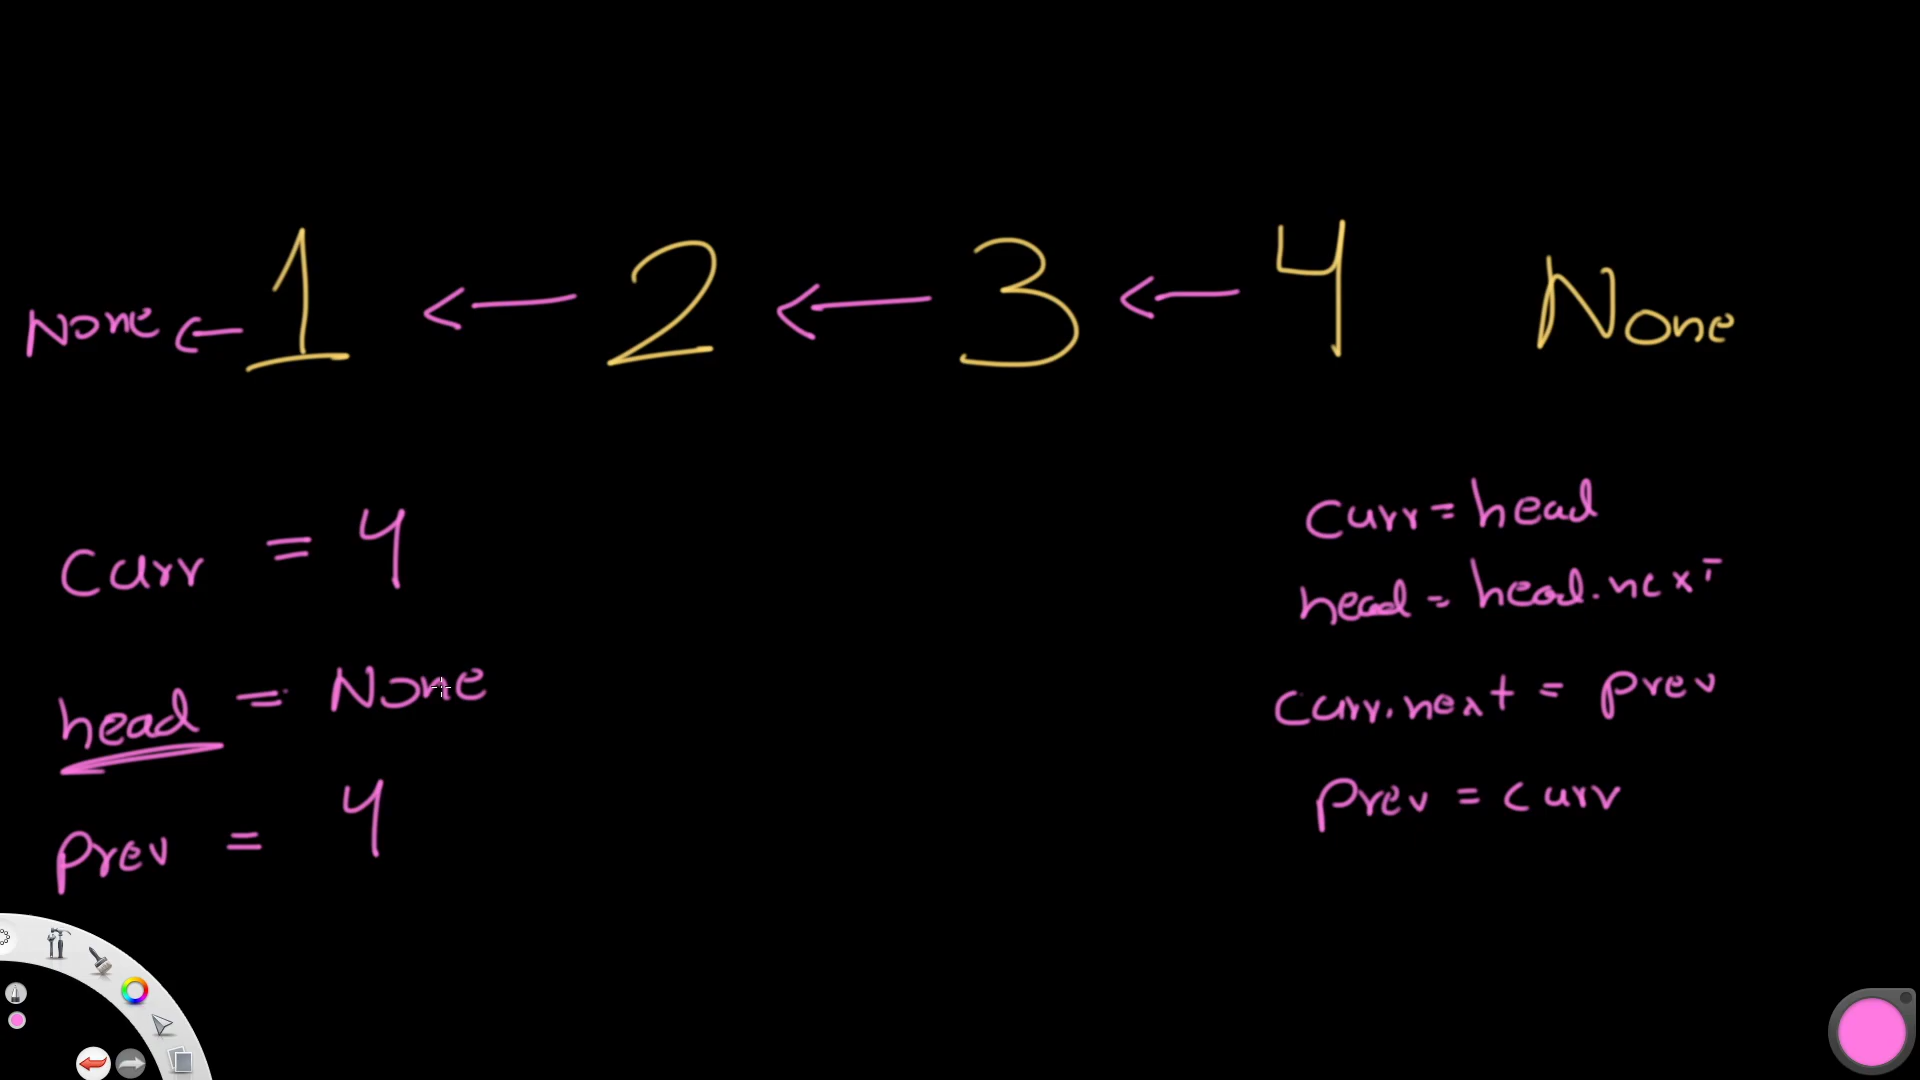 None ← 1 ← 2 ← 3 ← 4 None
curr = 4
head = None
prev = 4
curr = head
head = head.next
curr.next = prev
prev = curr